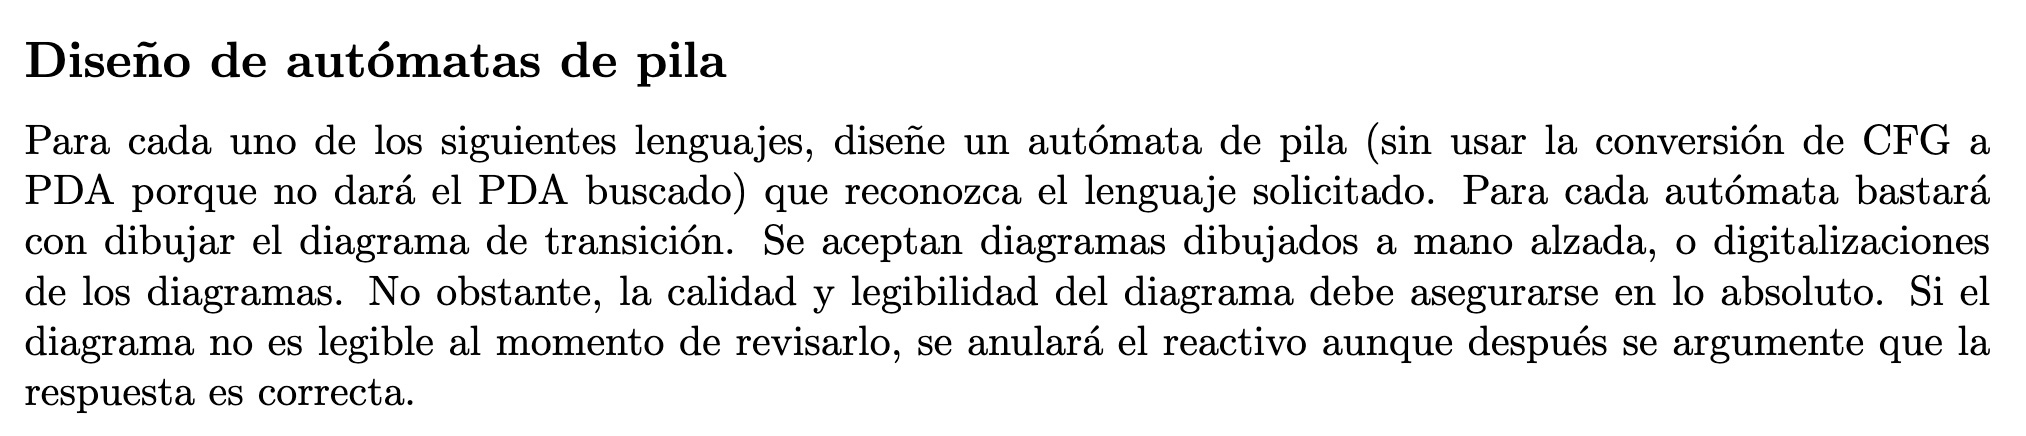 Diseño de autómatas de pila
Para cada uno de los siguientes lenguajes, diseñe un autómata de pila (sin usar la conversión de CFG a
PDA porque no dará el PDA buscado) que reconozca el lenguaje solicitado. Para cada autómata bastará
con dibujar el diagrama de transición. Se aceptan diagramas dibujados a mano alzada, o digitalizaciones
de los diagramas. No obstante, la calidad y legibilidad del diagrama debe asegurarse en lo absoluto. Si el
diagrama no es legible al momento de revisarlo, se anulará el reactivo aunque después se argumente que la
respuesta es correcta.